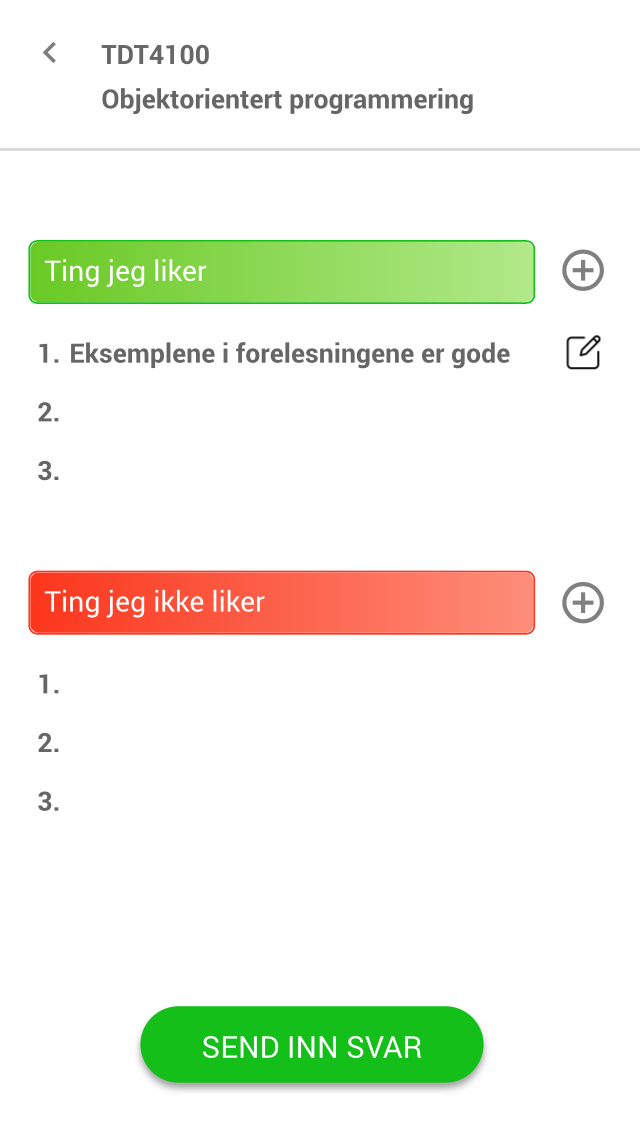 TDT4100
Objektorientert programmering
Ting jeg liker
1. Eksemplene i forelesningene er gode
2.
3.
Ting jeg ikke liker
1.
2.
3.
SEND INN SVAR